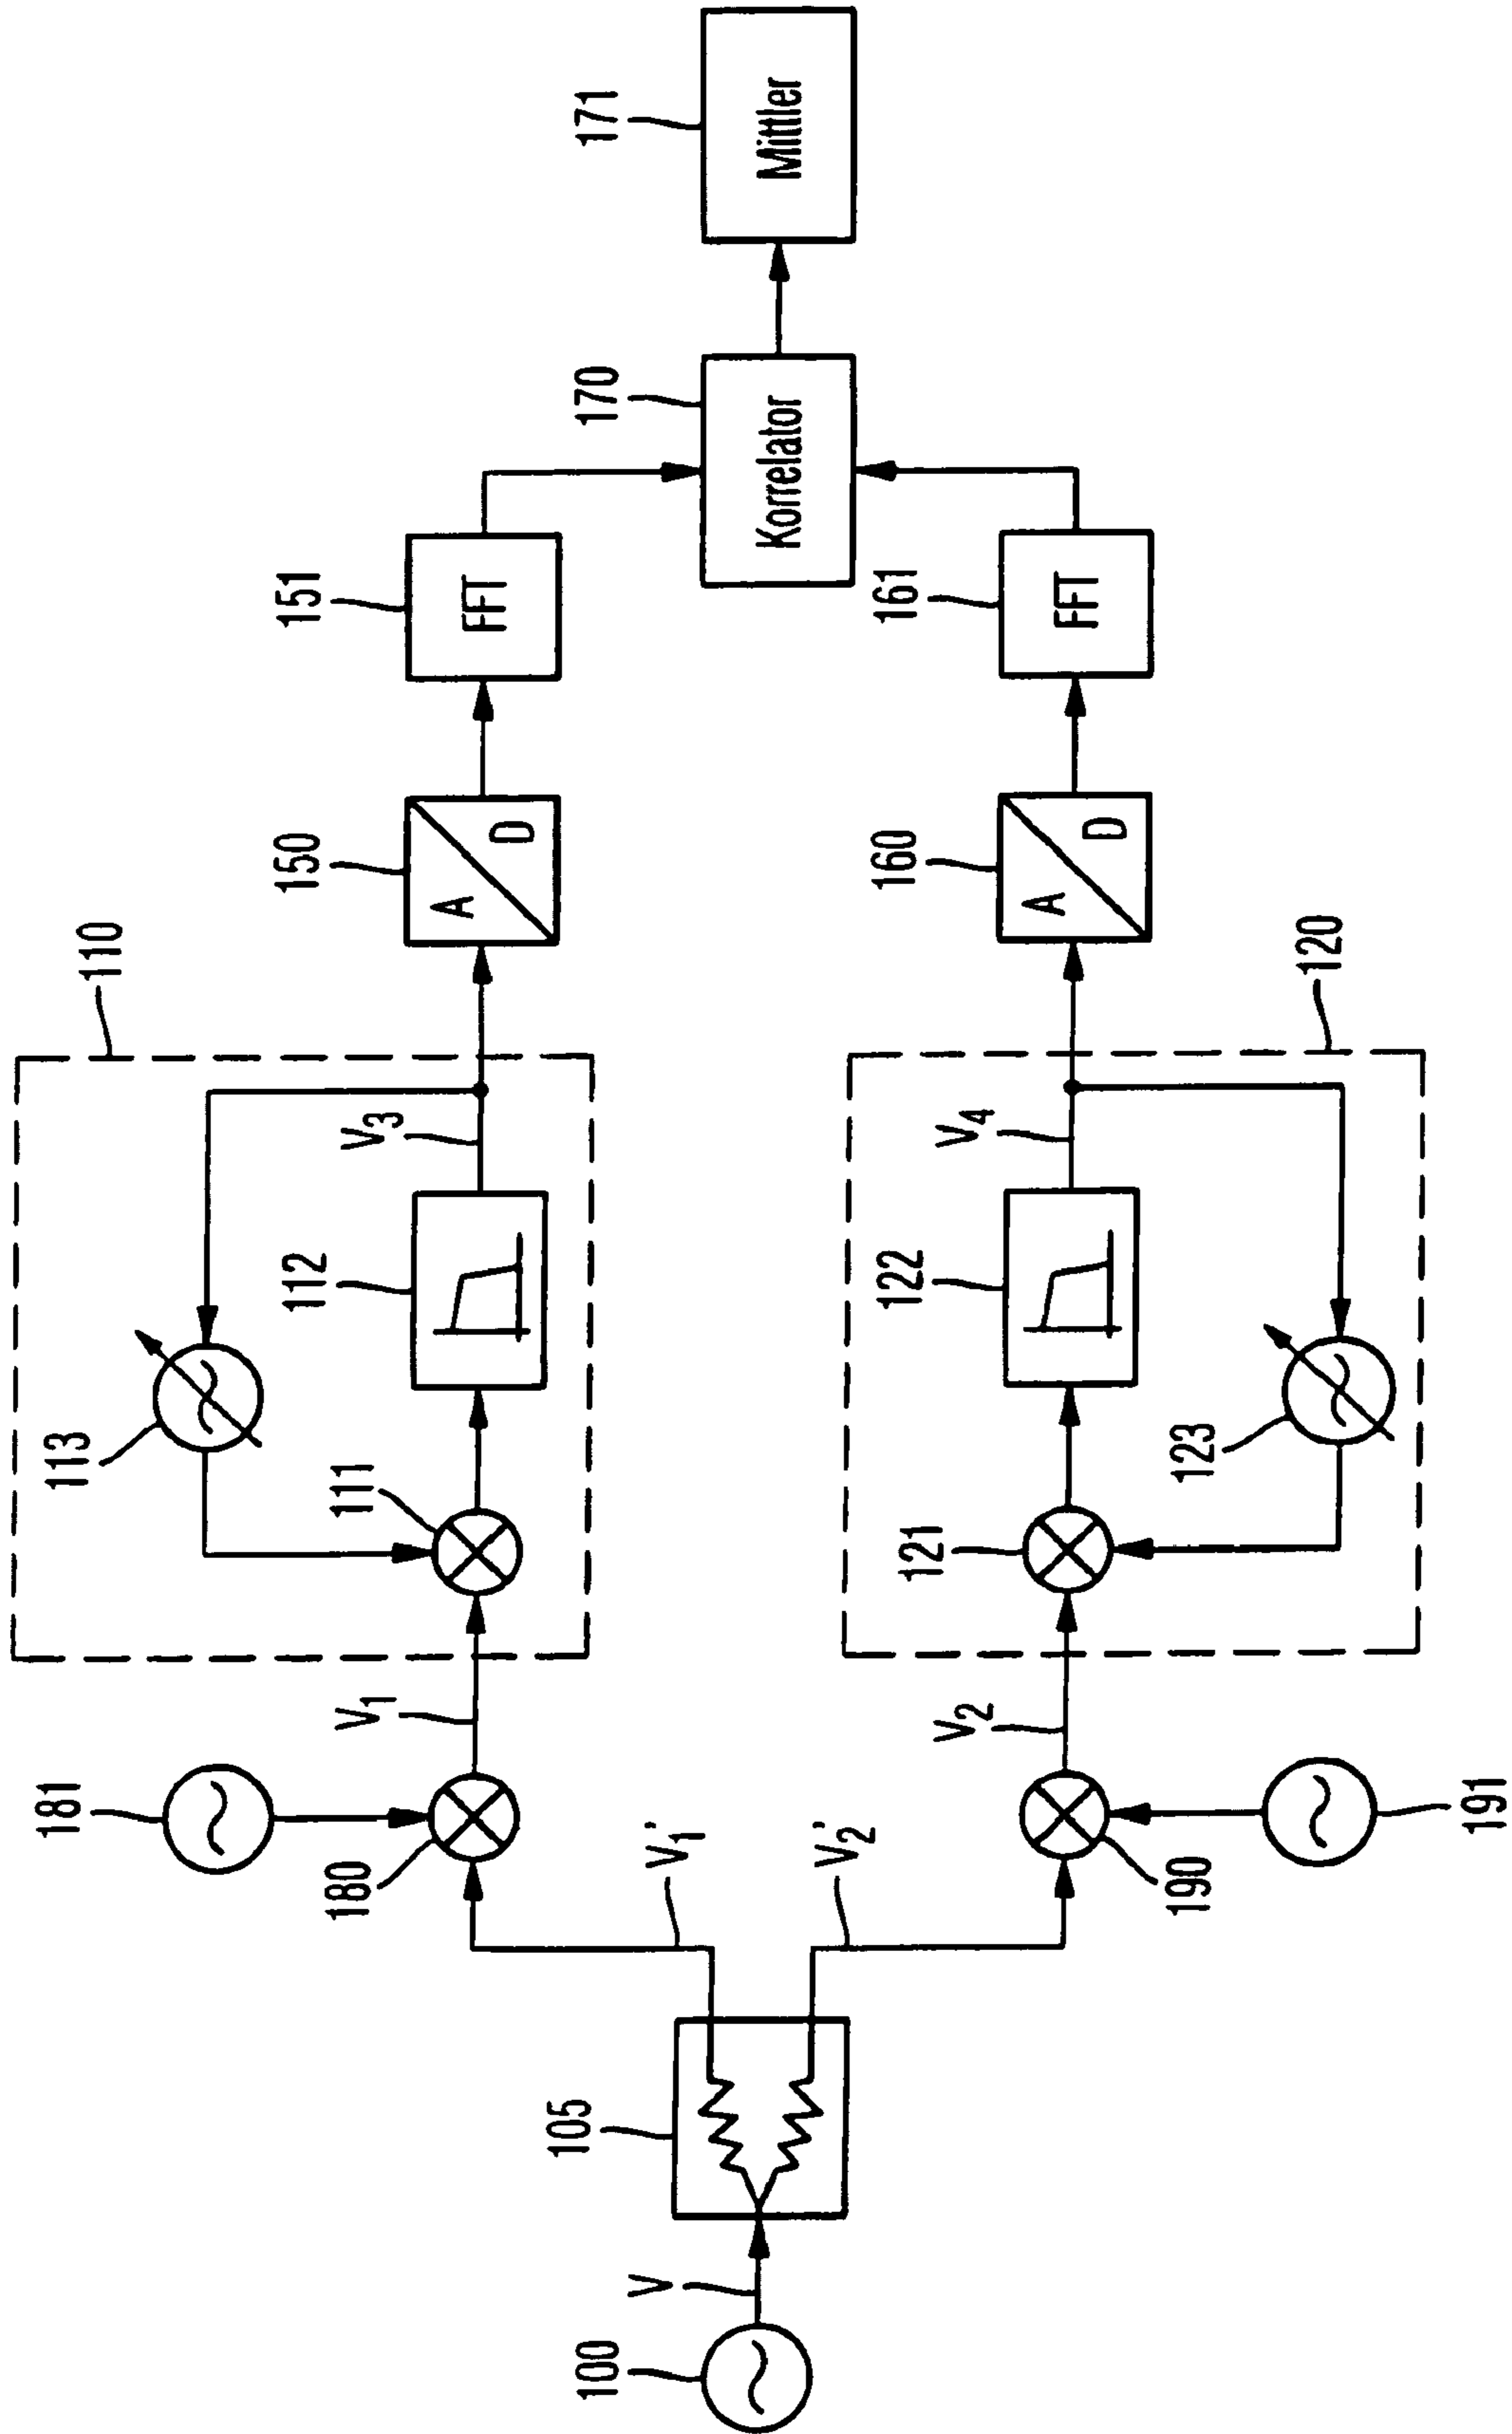 100
V
105
V₁'
V₂'
181
180
V₁
190
191
V₂
110
113
111
112
V₃
120
121
122
123
V₄
150
A
D
160
A
D
151
FFT
161
FFT
170
Korrelator
171
Mittler